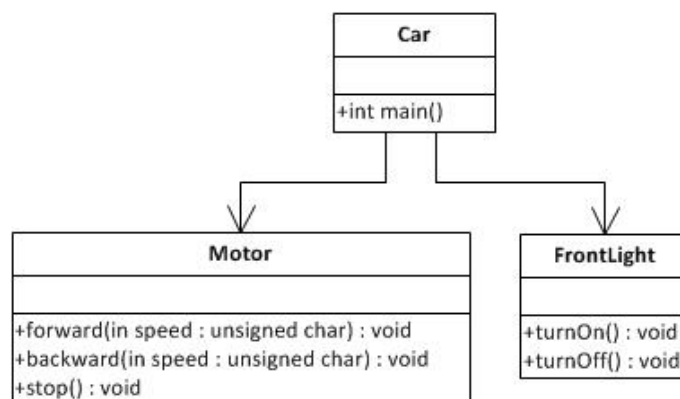 Car
+int main()
Motor
+forward(in speed : unsigned char) : void
+backward(in speed : unsigned char) : void
+stop() : void
FrontLight
+turnOn() : void
+turnOff() : void